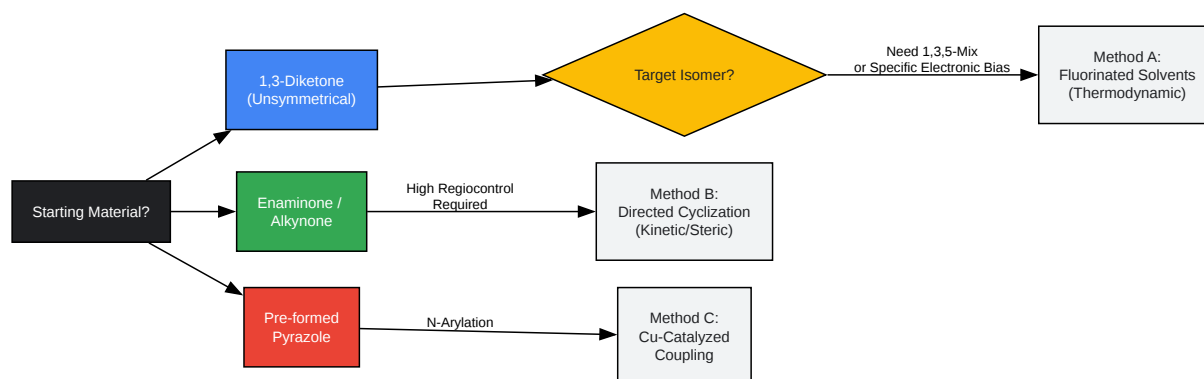 Starting Material?
1,3-Diketone
(Unsymmetrical)
Target Isomer?
Need 1,3,5-Mix
or Specific Electronic Bias
Method A:
Fluorinated Solvents
(Thermodynamic)
Enaminone /
Alkynone
High Regiocontrol
Required
Method B:
Directed Cyclization
(Kinetic/Steric)
Pre-formed
Pyrazole
N-Arylation
Method C:
Cu-Catalyzed
Coupling